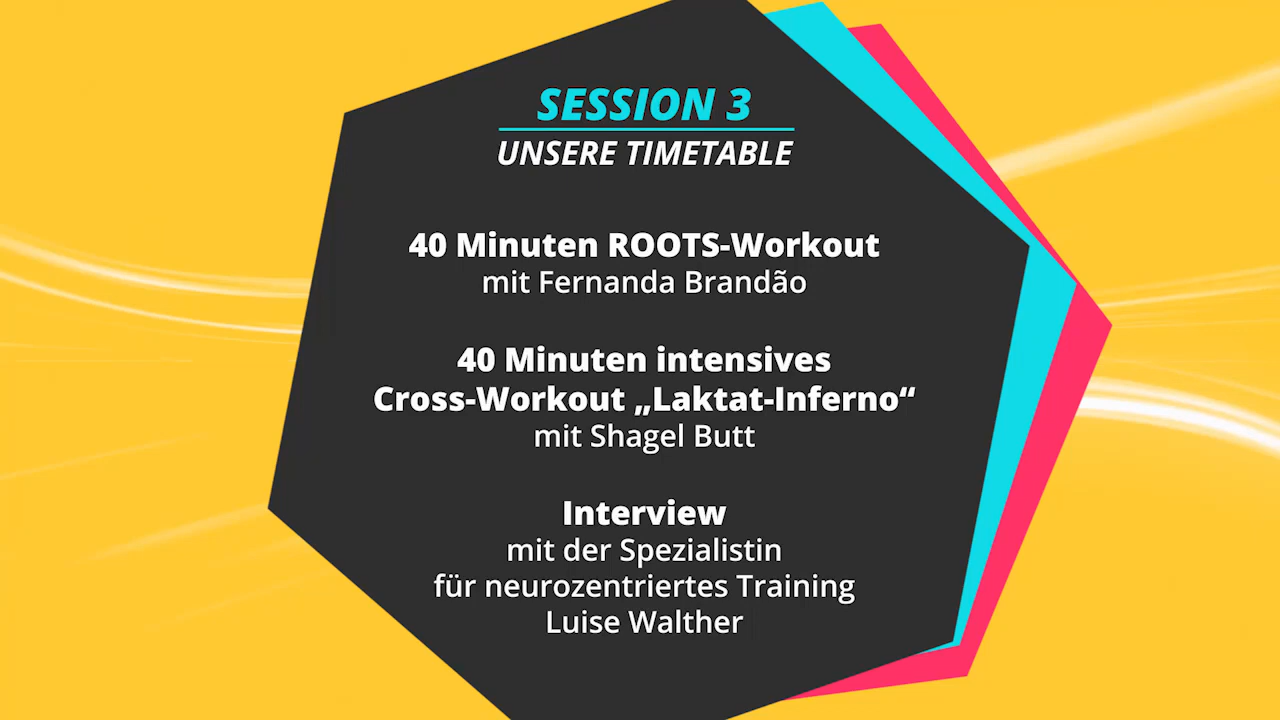 SESSION 3
UNSERE TIMETABLE
40 Minuten ROOTS-Workout
mit Fernanda Brandão
40 Minuten intensives
Cross-Workout „Laktat-Inferno“
mit Shagel Butt
Interview
mit der Spezialistin
für neurozentriertes Training
Luise Walther